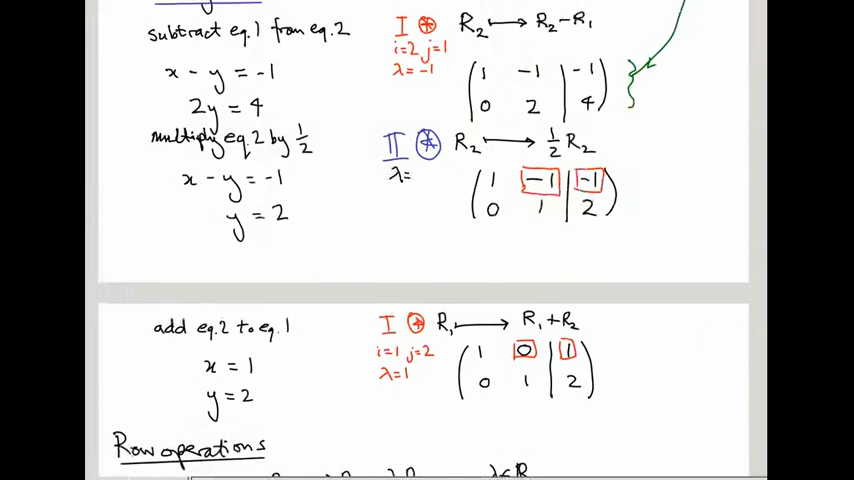 subtract eq.1 from eq.2 I ⊛ R₂ ⟼ R₂ − R₁
i=2 j=1
λ = −1
x − y = −1 ( 1 −1 | −1 )
2y = 4 ( 0 2 | 4 )
multiply eq.2 by 1/2 II ⊛ R₂ ⟼ 1/2 R₂
λ=
x − y = −1 ( 1 −1 | −1 )
y = 2 ( 0 1 | 2 )
add eq.2 to eq.1 I ⊛ R₁ ⟼ R₁ + R₂
i=1 j=2
λ=1
x = 1 ( 1 0 | 1 )
y = 2 ( 0 1 | 2 )
Row operations